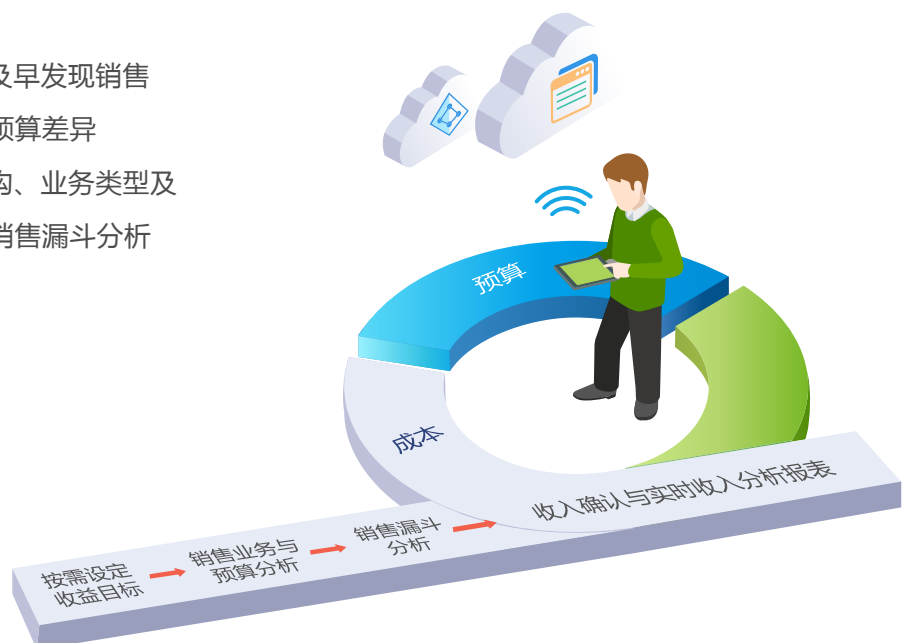 及早发现销售
预算差异
构、业务类型及
销售漏斗分析
预算
成本
按需设定
收益目标
销售业务与
预算分析
销售漏斗
分析
收入确认与实时收入分析报表